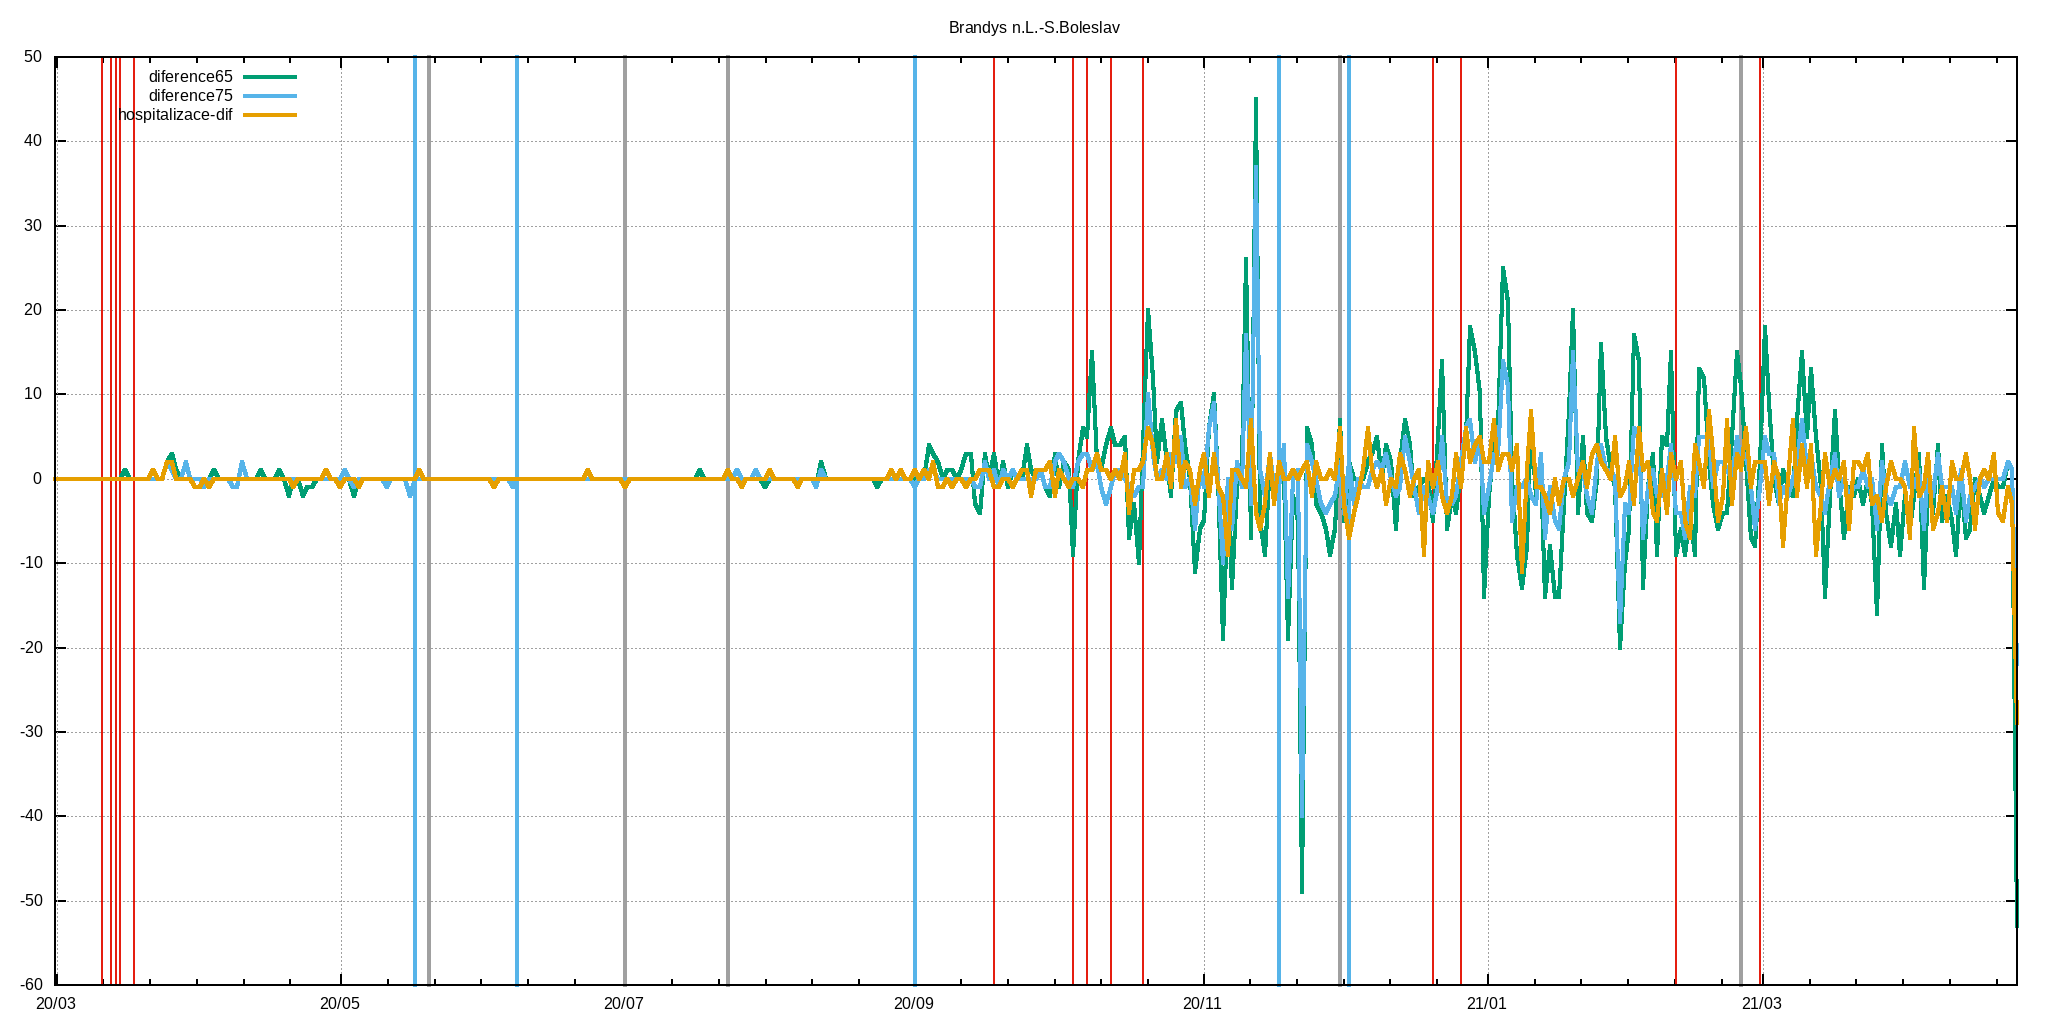 Brandys n.L.-S.Boleslav
50
diference65
diference75
hospitalizace-dif
40
30
20
10
0
-10
-20
-30
-40
-50
-60
20/03 20/05 20/07 20/09 20/11 21/01 21/03